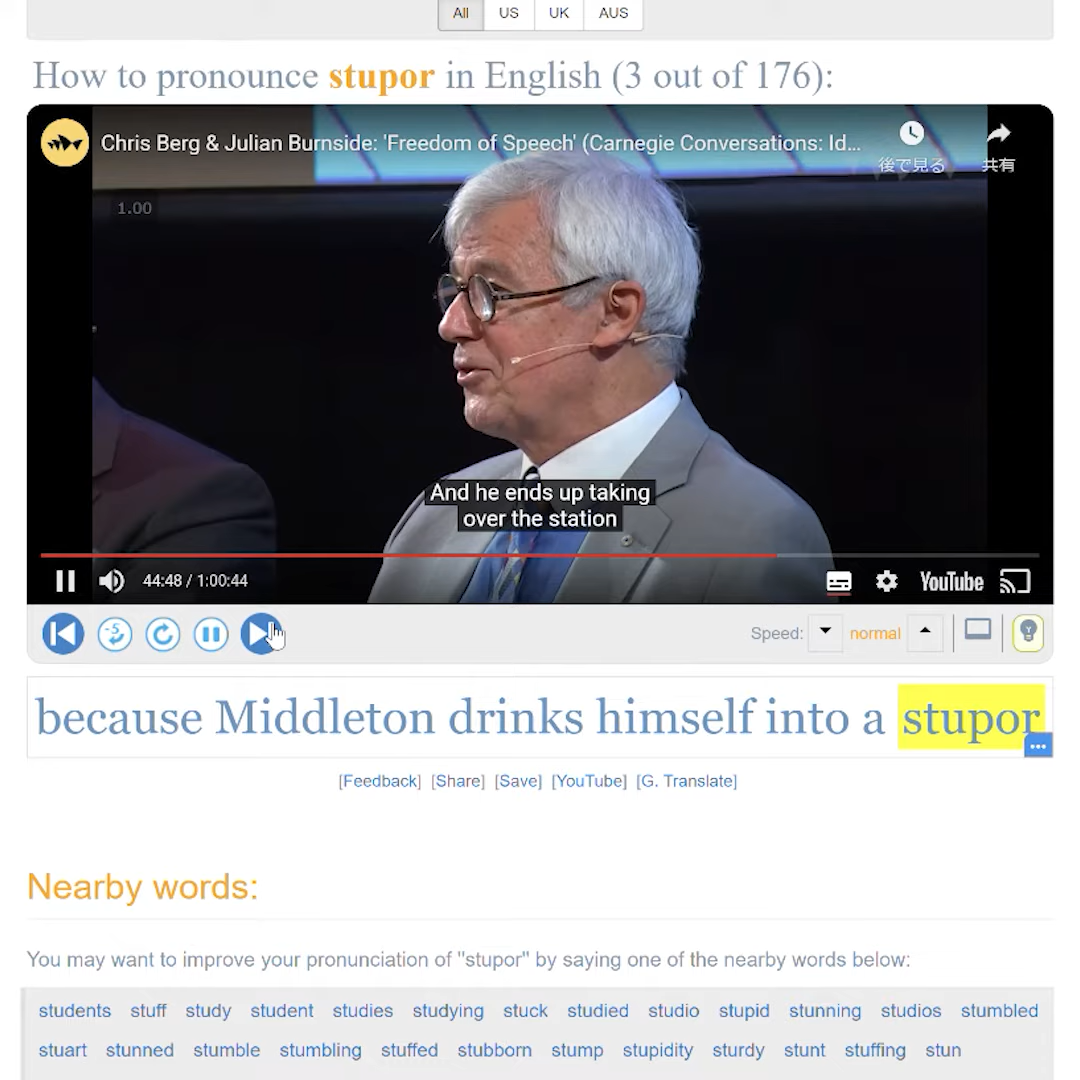 All US UK AUS
How to pronounce stupor in English (3 out of 176):
Chris Berg & Julian Burnside: 'Freedom of Speech' (Carnegie Conversations: Id...
後で見る 共有
1.00
And he ends up taking
over the station
44:48 / 1:00:44
YouTube
-5
Speed: normal
because Middleton drinks himself into a stupor
[Feedback] [Share] [Save] [YouTube] [G. Translate]
Nearby words:
You may want to improve your pronunciation of "stupor" by saying one of the nearby words below:
students stuff study student studies studying stuck studied studio stupid stunning studios stumbled
stuart stunned stumble stumbling stuffed stubborn stump stupidity sturdy stunt stuffing stun